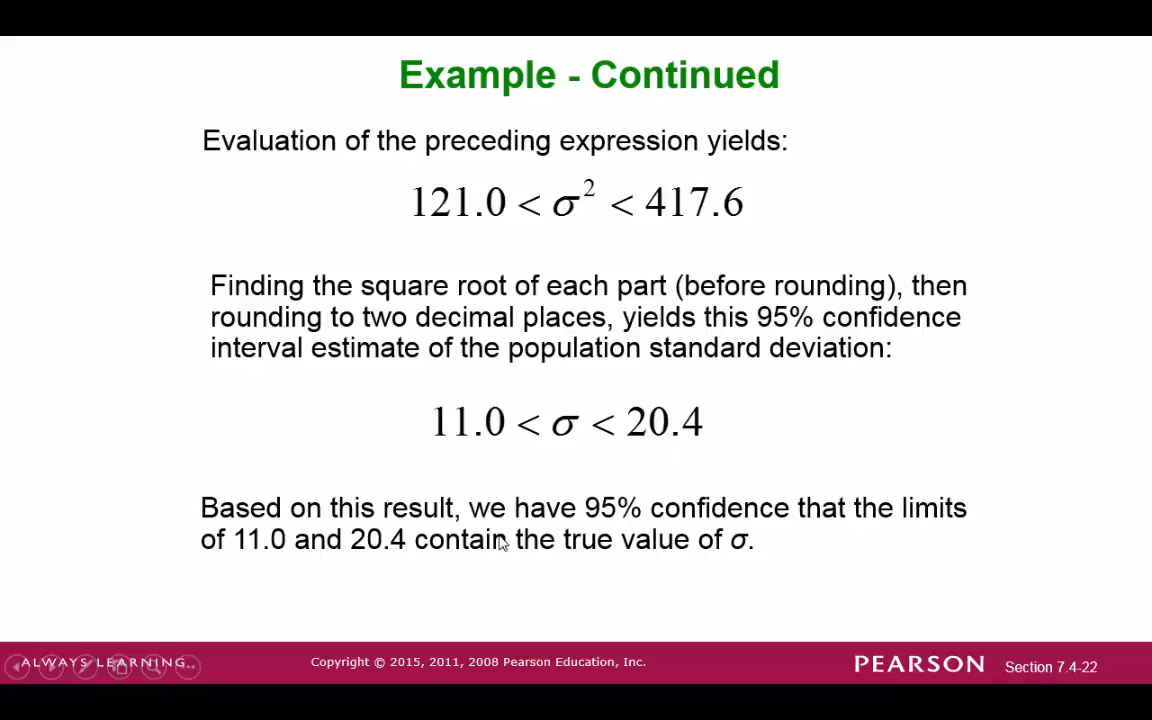 Example - Continued
Evaluation of the preceding expression yields:
121.0 < σ² < 417.6
Finding the square root of each part (before rounding), then
rounding to two decimal places, yields this 95% confidence
interval estimate of the population standard deviation:
11.0 < σ < 20.4
Based on this result, we have 95% confidence that the limits
of 11.0 and 20.4 contain the true value of σ.
ALWAYS LEARNING
Copyright © 2015, 2011, 2008 Pearson Education, Inc.
PEARSON
Section 7.4-22